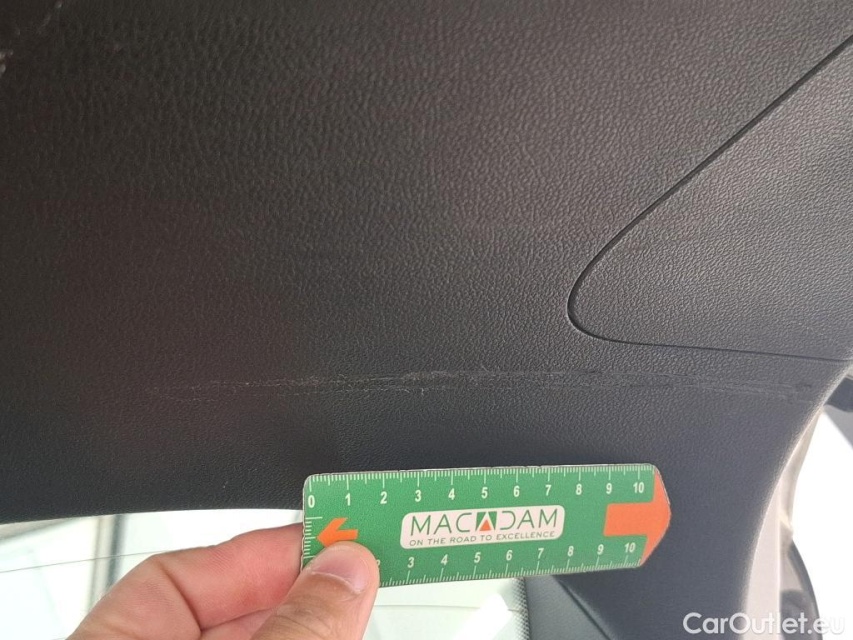 0 1 2 3 4 5 6 7 8 9 10
MACADAM
ON THE ROAD TO EXCELLENCE
3 4 5 6 7 8 9 10
CarOutlet.eu